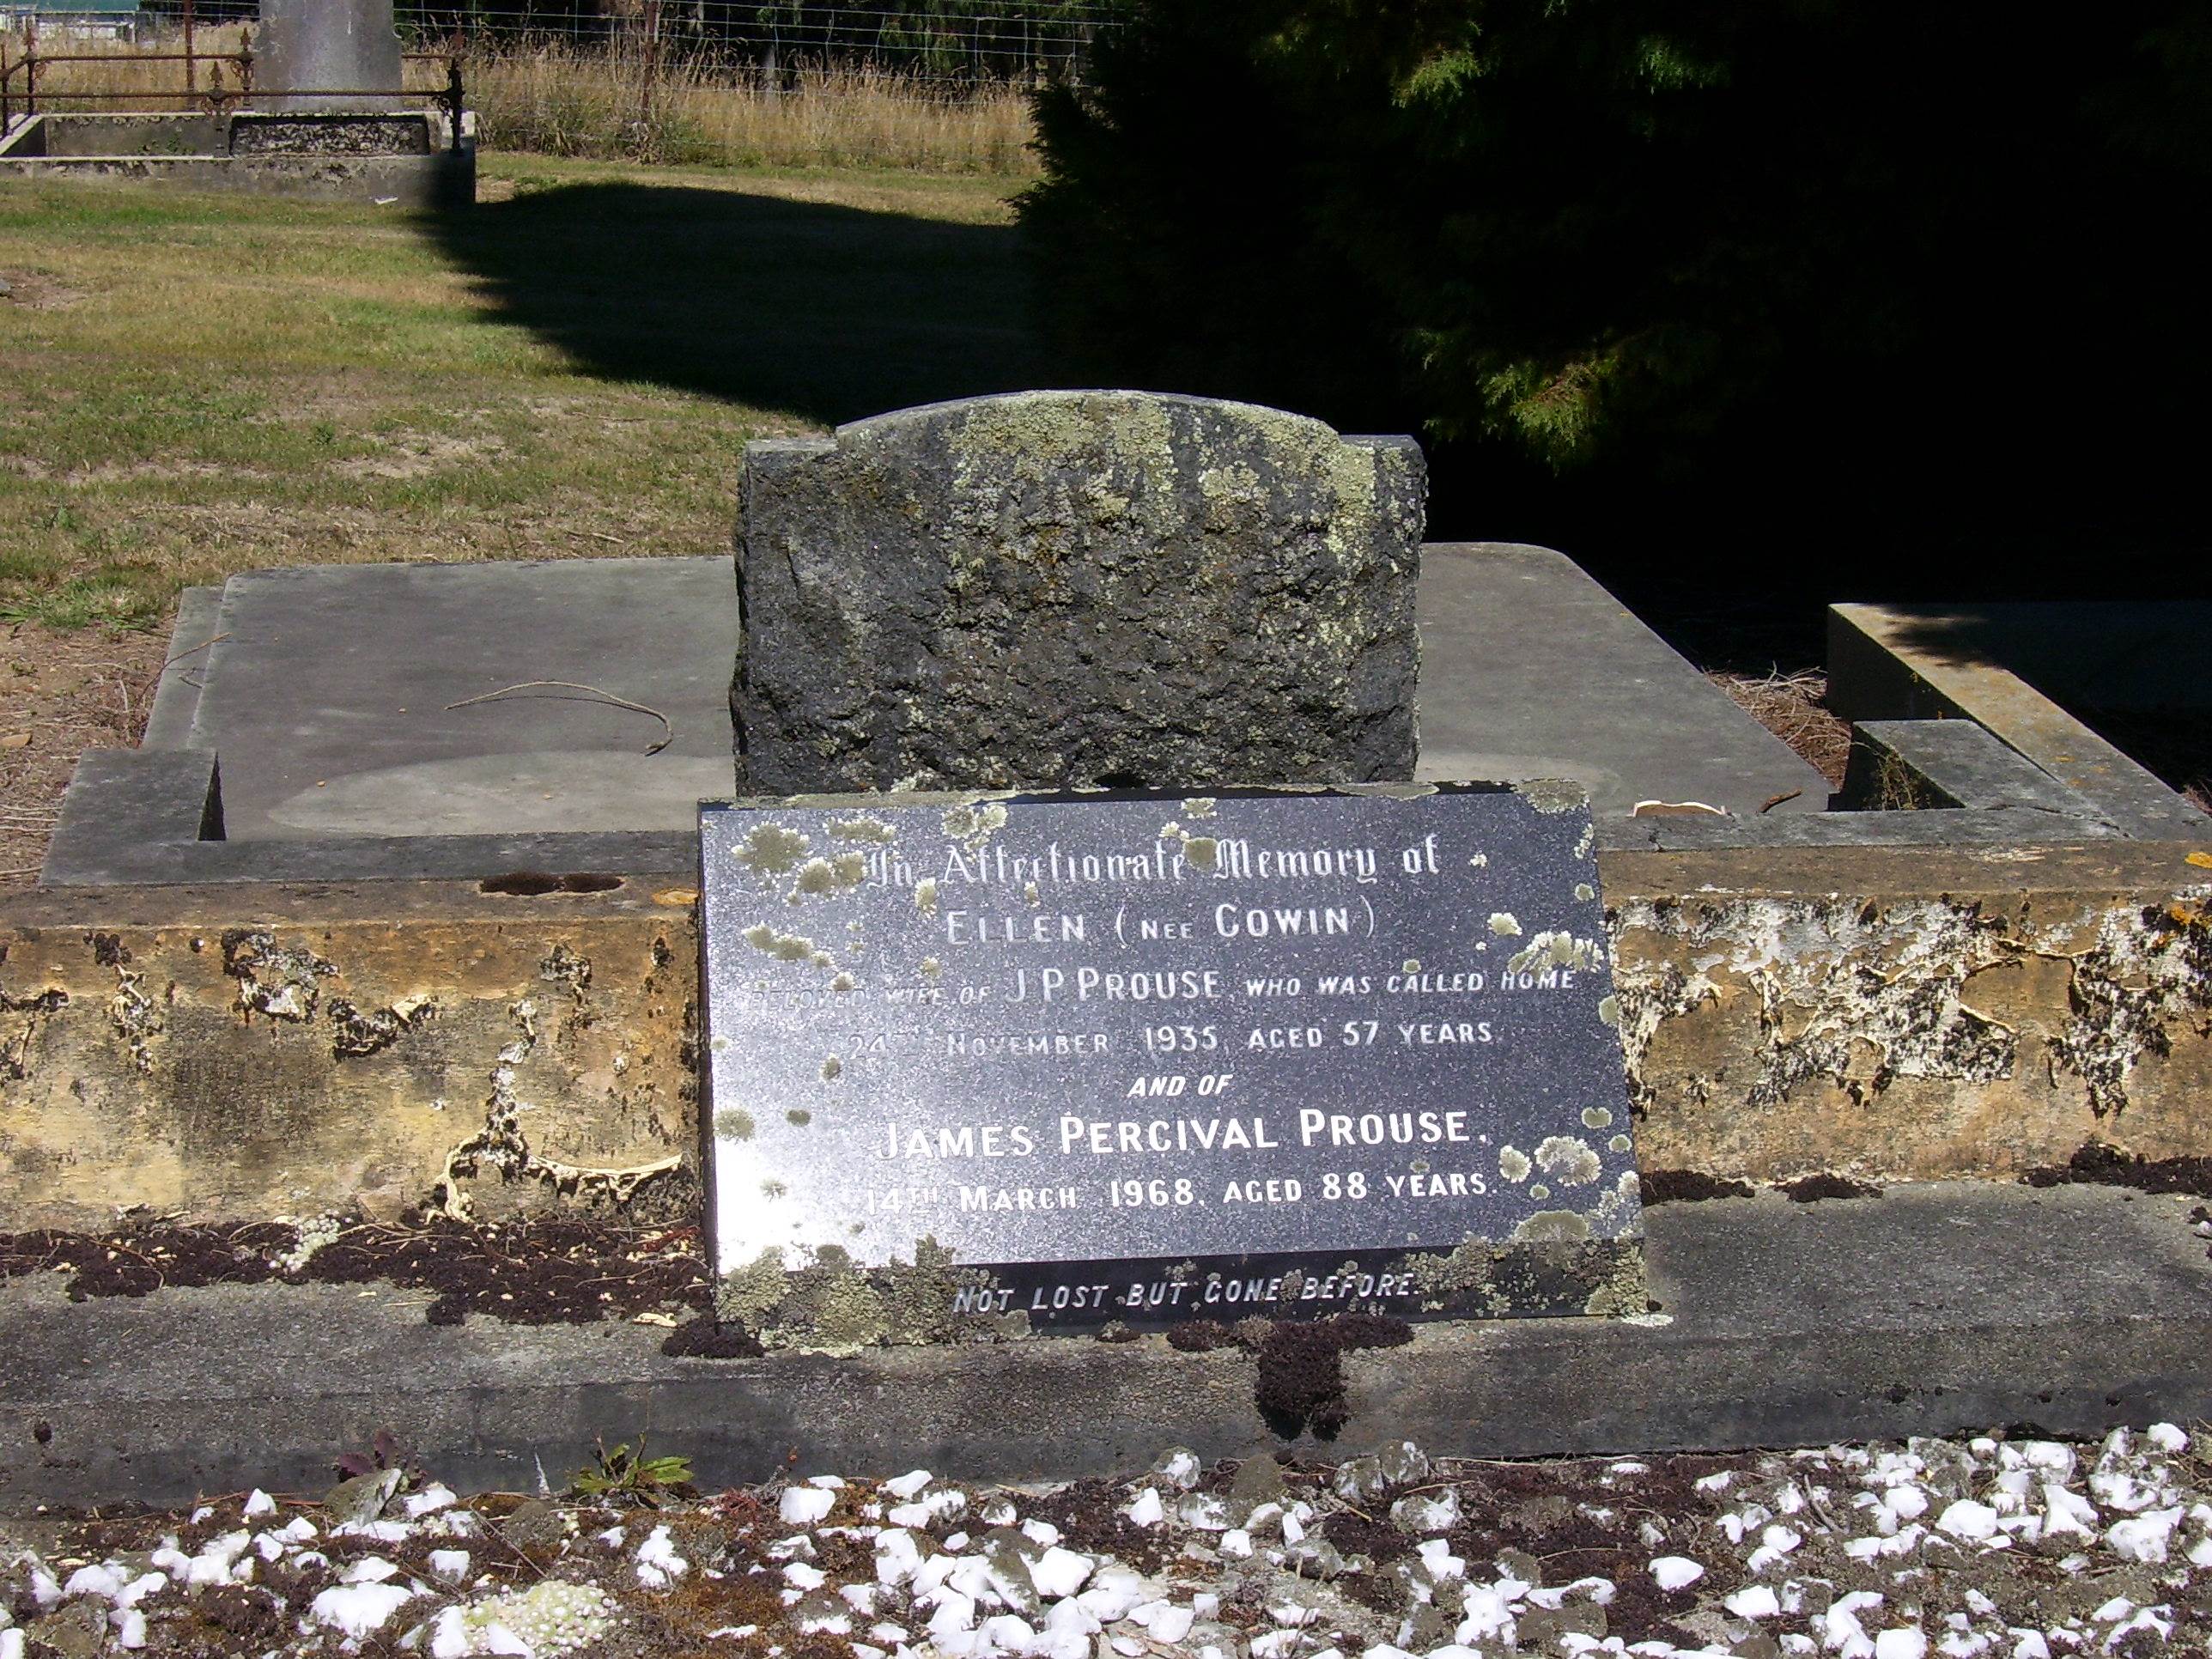 In Affectionate Memory of
ELLEN (NEE COWIN)
BELOVED WIFE OF J P PROUSE, WHO WAS CALLED HOME
24TH NOVEMBER 1935, AGED 57 YEARS.
AND OF
JAMES PERCIVAL PROUSE,
14TH MARCH 1968, AGED 88 YEARS.
NOT LOST BUT GONE BEFORE.